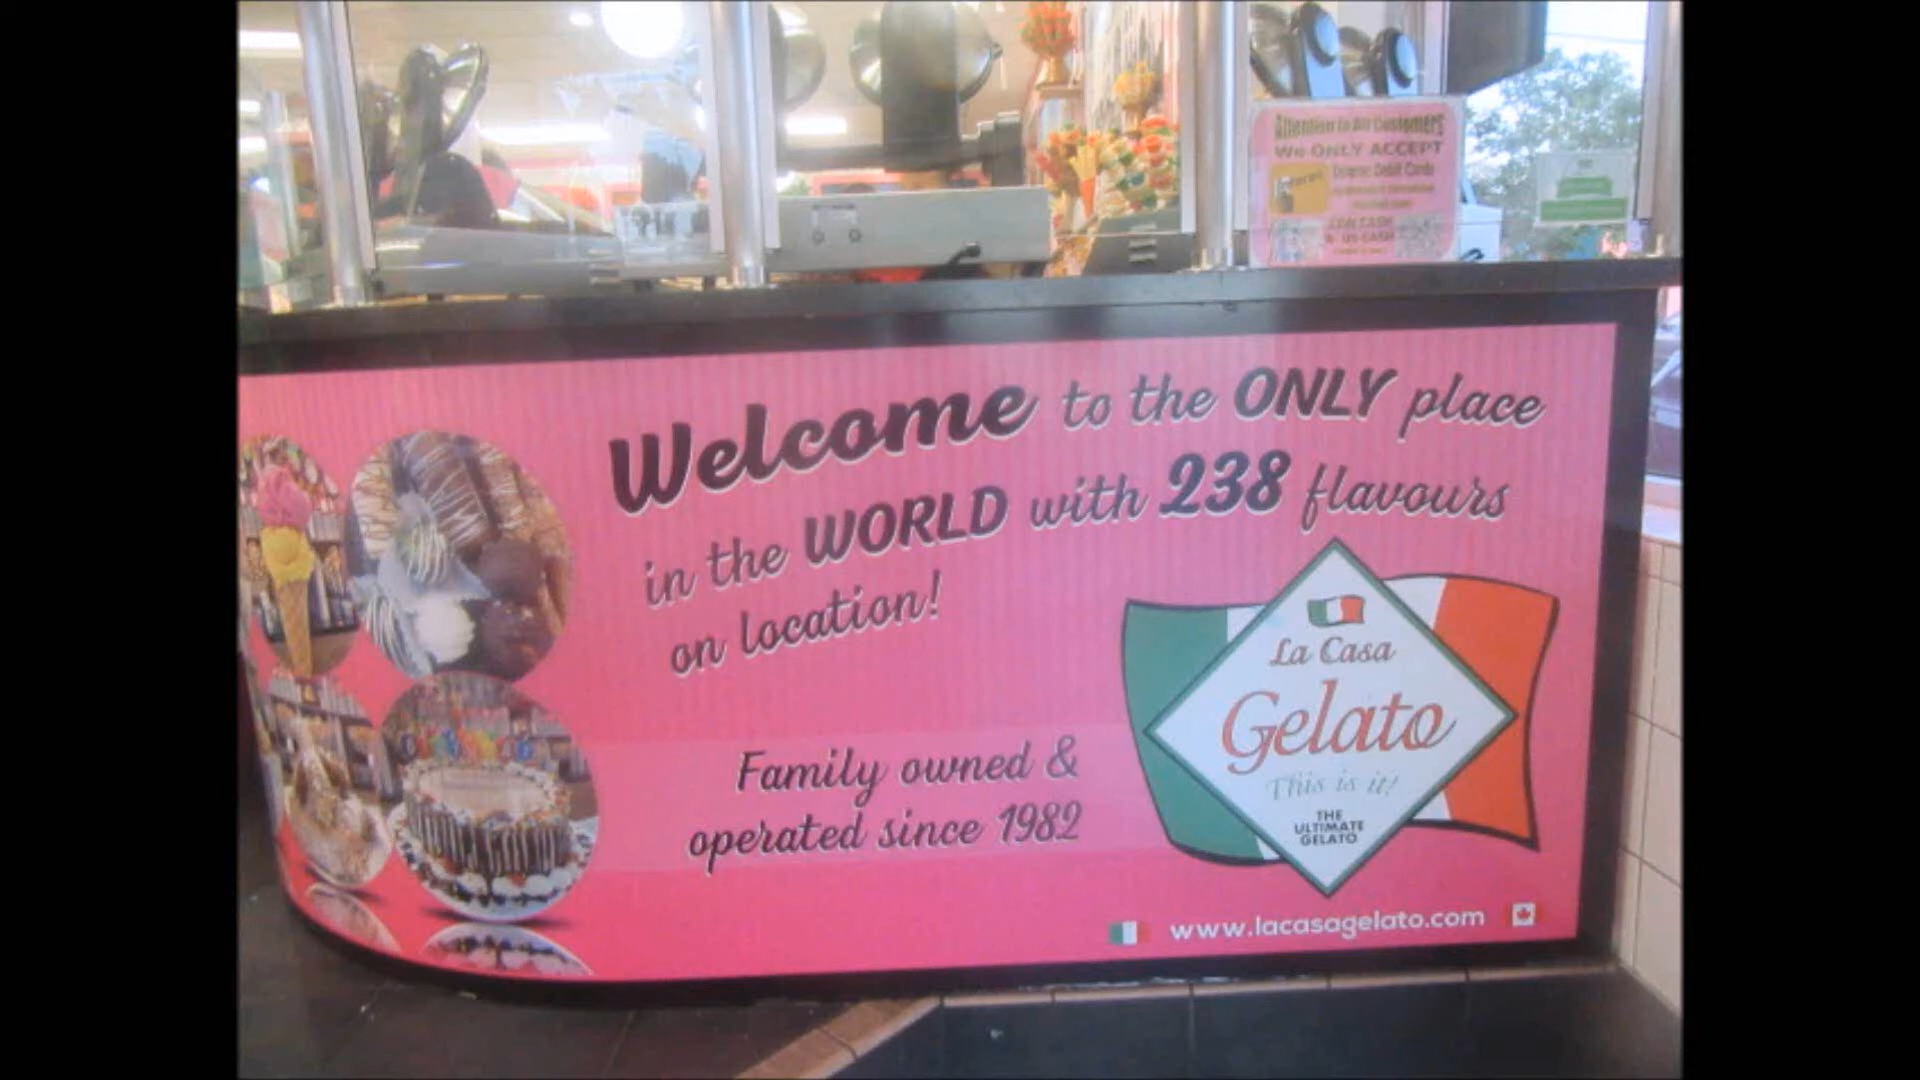 Attention to All Customers
We ONLY ACCEPT
Debit Cards
Welcome to the ONLY place
in the WORLD with 238 flavours
on location!
La Casa
Gelato
This is it!
THE
ULTIMATE
GELATO
Family owned &
operated since 1982
www.lacasagelato.com